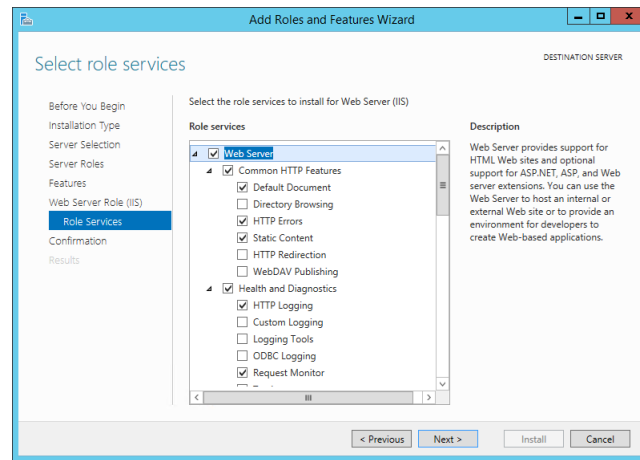 Add Roles and Features Wizard
Select role services
DESTINATION SERVER
Before You Begin
Installation Type
Server Selection
Server Roles
Features
Web Server Role (IIS)
Role Services
Confirmation
Results
Select the role services to install for Web Server (IIS)
Role services
Web Server
Common HTTP Features
Default Document
Directory Browsing
HTTP Errors
Static Content
HTTP Redirection
WebDAV Publishing
Health and Diagnostics
HTTP Logging
Custom Logging
Logging Tools
ODBC Logging
Request Monitor
Description
Web Server provides support for
HTML Web sites and optional
support for ASP.NET, ASP, and Web
server extensions. You can use the
Web Server to host an internal or
external Web site or to provide an
environment for developers to
create Web-based applications.
< Previous
Next >
Install
Cancel